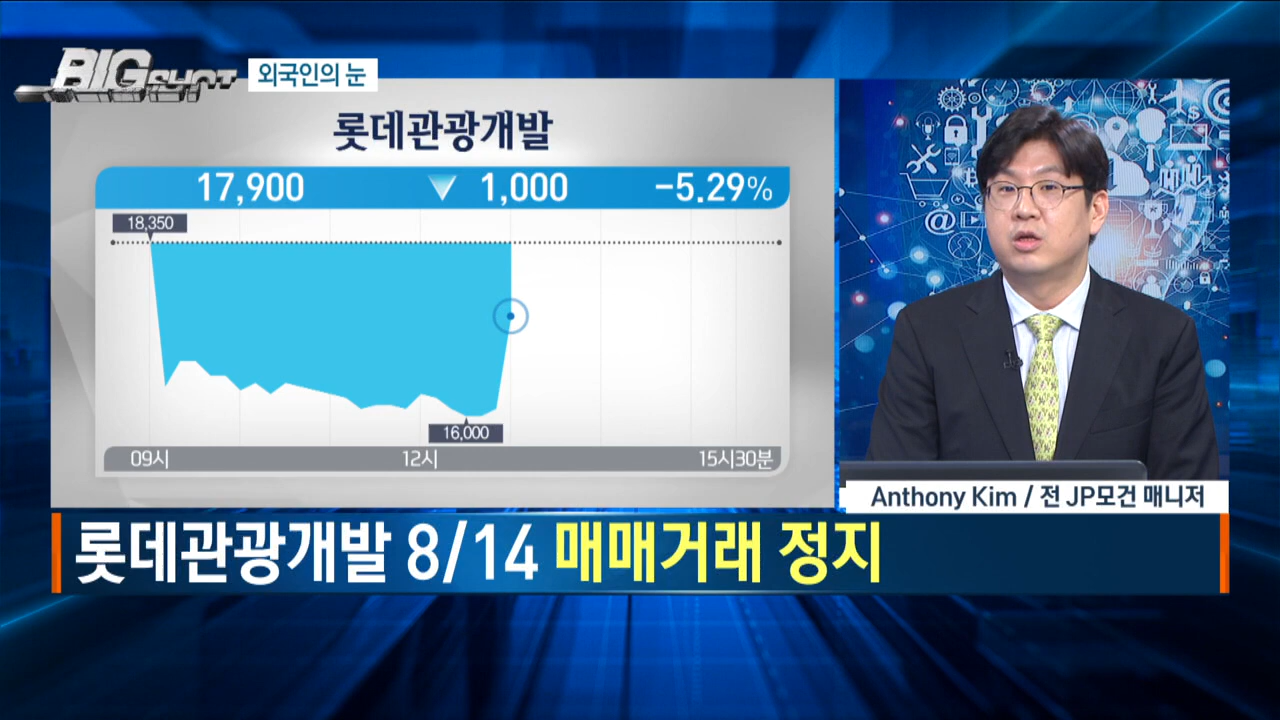 BIG SHOT
외국인의 눈
롯데관광개발
17,900 ▼ 1,000 -5.29%
18,350
16,000
09시 12시 15시30분
Anthony Kim / 전 JP모건 매니저
롯데관광개발 8/14 매매거래 정지